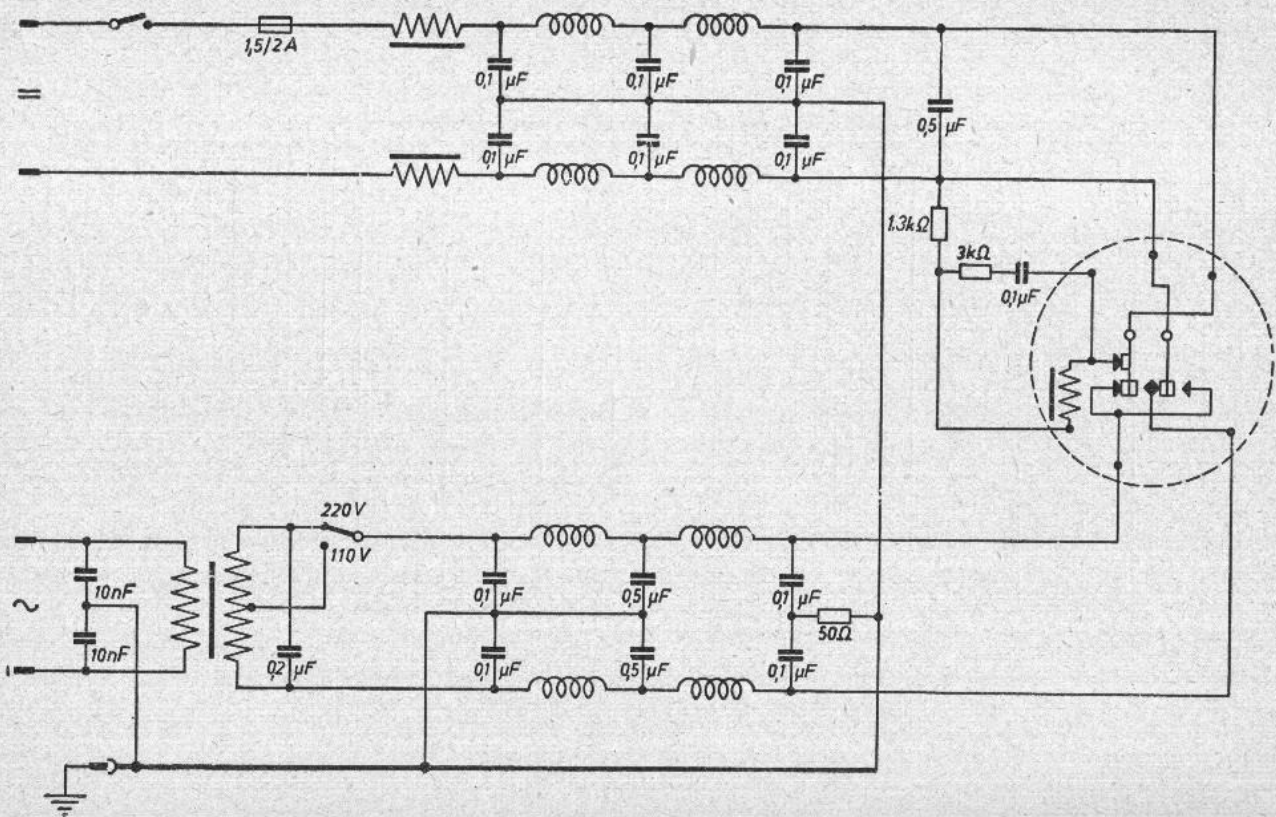 1,5/2A
0,1 µF
0,1 µF
0,1 µF
0,5 µF
0,1 µF
0,1 µF
0,1 µF
1,3kΩ
3kΩ
0,1µF
220V
110V
10nF
0,1 µF
0,5 µF
0,1 µF
50Ω
10nF
0,2 µF
0,1 µF
0,5 µF
0,1 µF